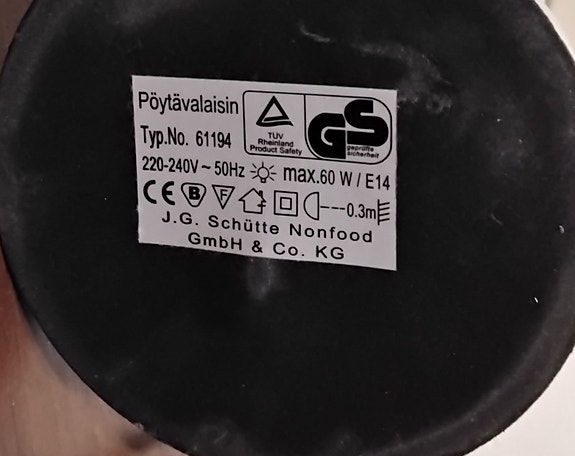 Pöytävalaisin
Typ.No. 61194
TÜV
Rheinland
Product Safety
GS
geprüfte
sicherheit
220-240V ~ 50Hz max.60 W / E14
CE B F 0.3m
J.G. Schütte Nonfood
GmbH & Co. KG